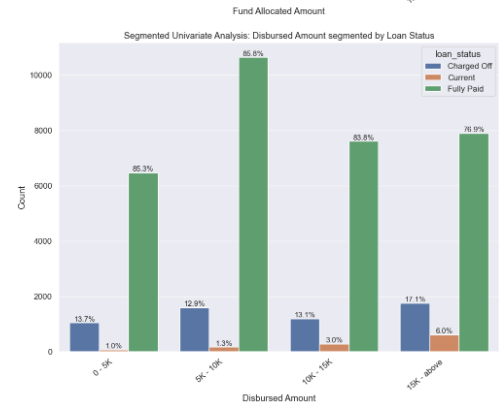 Fund Allocated Amount
Segmented Univariate Analysis: Disbursed Amount segmented by Loan Status
loan_status
Charged Off
Current
Fully Paid
Count
10000
8000
6000
4000
2000
0
13.7%
1.0%
85.3%
12.9%
1.3%
85.8%
13.1%
3.0%
83.8%
17.1%
6.0%
76.9%
0 - 5K
5K - 10K
10K - 15K
15K - above
Disbursed Amount